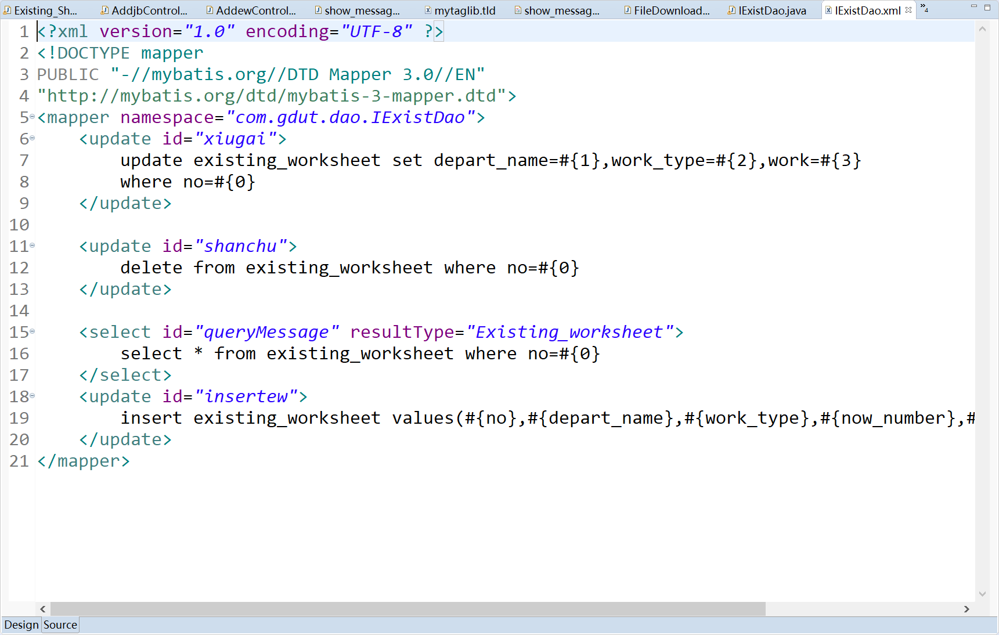 Existing_Sh... AddjbControl... AddewControl... show_messag... mytaglib.tld show_messag... FileDownload... IExistDao.java IExistDao.xml »4
1 <?xml version="1.0" encoding="UTF-8" ?>
2 <!DOCTYPE mapper
3 PUBLIC "-//mybatis.org//DTD Mapper 3.0//EN"
4 "http://mybatis.org/dtd/mybatis-3-mapper.dtd">
5 <mapper namespace="com.gdut.dao.IExistDao">
6     <update id="xiugai">
7         update existing_worksheet set depart_name=#{1},work_type=#{2},work=#{3}
8         where no=#{0}
9     </update>
10
11     <update id="shanchu">
12         delete from existing_worksheet where no=#{0}
13     </update>
14
15     <select id="queryMessage" resultType="Existing_worksheet">
16         select * from existing_worksheet where no=#{0}
17     </select>
18     <update id="insertew">
19         insert existing_worksheet values(#{no},#{depart_name},#{work_type},#{now_number},#
20     </update>
21 </mapper>
Design Source